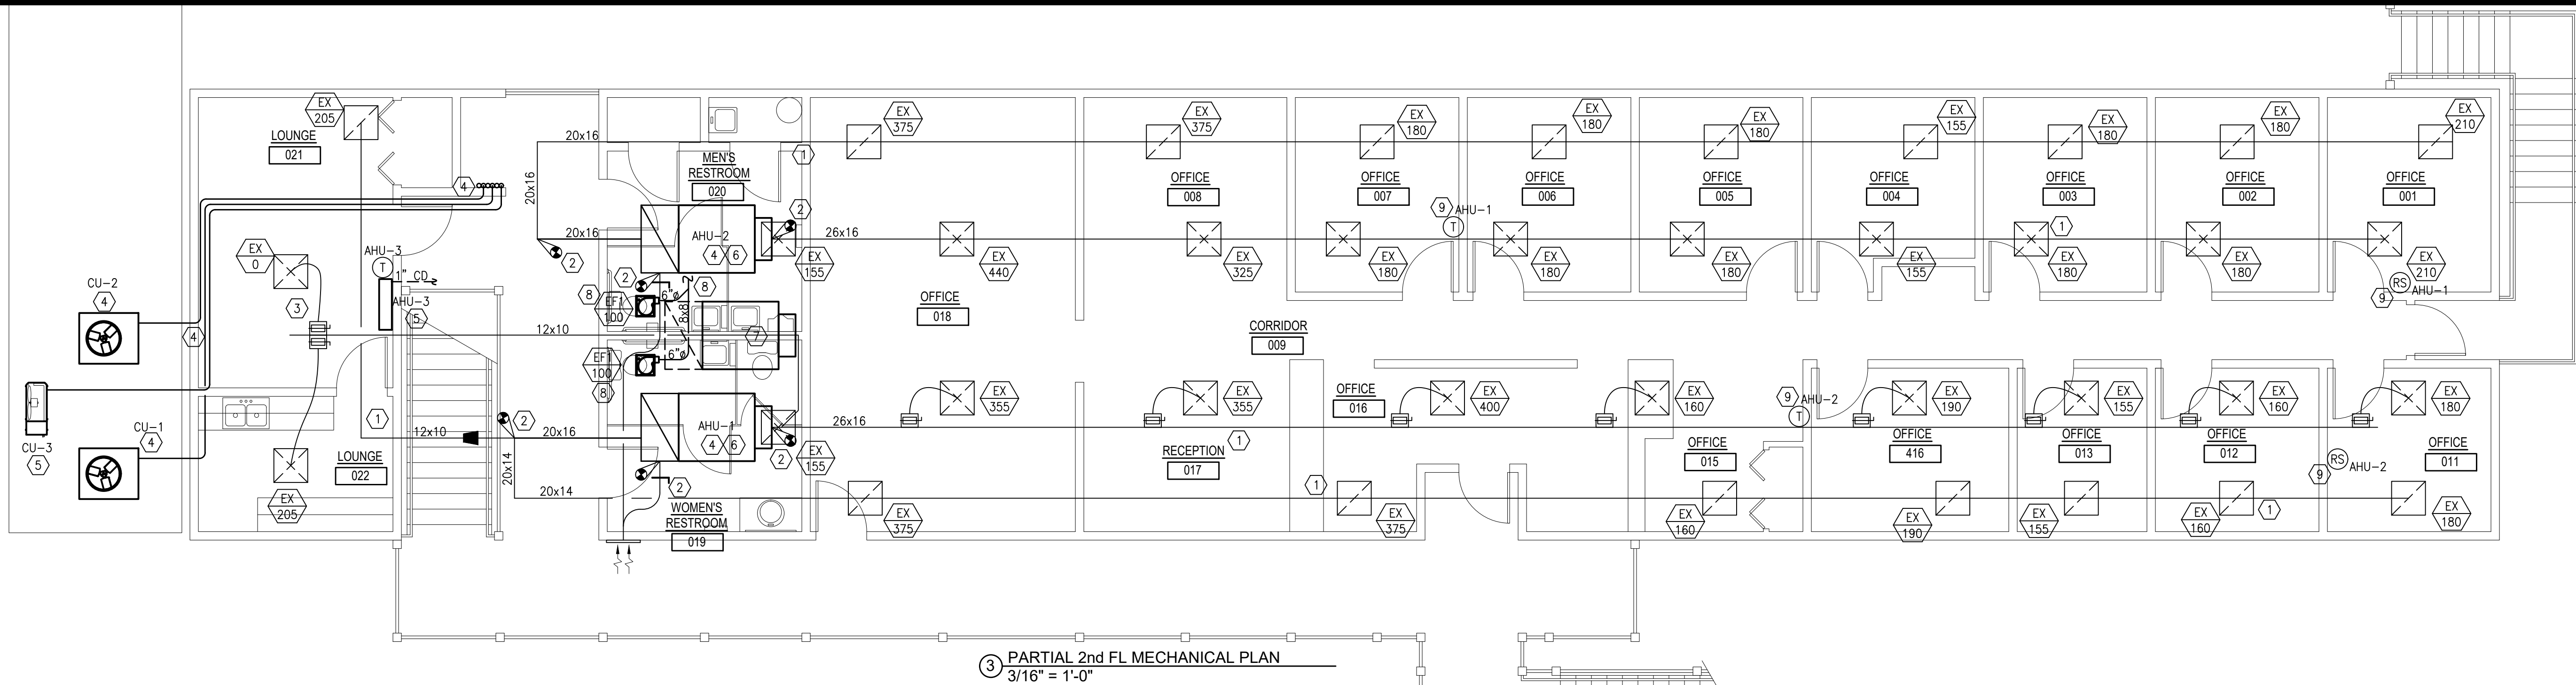 EX
205
LOUNGE
021
4
20x16
20x16
20x16
MEN'S
RESTROOM
020
1
2
EX
375
EX
375
EX
180
EX
180
EX
180
EX
155
EX
180
EX
180
EX
210
OFFICE
008
OFFICE
007
OFFICE
006
OFFICE
005
OFFICE
004
OFFICE
003
OFFICE
002
OFFICE
001
9
AHU-1
T
1
EX
0
AHU-3
T
1" CD
AHU-3
5
3
2
AHU-2
4
6
26x16
EX
155
EX
440
EX
325
EX
180
EX
180
EX
180
EX
155
EX
180
EX
180
EX
210
RS
AHU-1
9
CU-2
4
4
12x10
8
2
EF1
100
6"ø
8
8x8
2
7
6"ø
EF1
100
8
OFFICE
018
CORRIDOR
009
CU-3
5
CU-1
4
1
12x10
2
20x16
20x14
20x14
AHU-1
4
6
2
2
26x16
EX
155
EX
355
EX
355
OFFICE
016
EX
400
EX
160
9
AHU-2
T
EX
190
EX
155
EX
160
EX
180
1
RECEPTION
017
OFFICE
015
OFFICE
416
OFFICE
013
OFFICE
012
RS
AHU-2
9
OFFICE
011
LOUNGE
022
EX
205
WOMEN'S
RESTROOM
019
EX
375
1
EX
375
EX
160
EX
190
EX
155
EX
160
1
EX
180
3
PARTIAL 2nd FL MECHANICAL PLAN
3/16" = 1'-0"